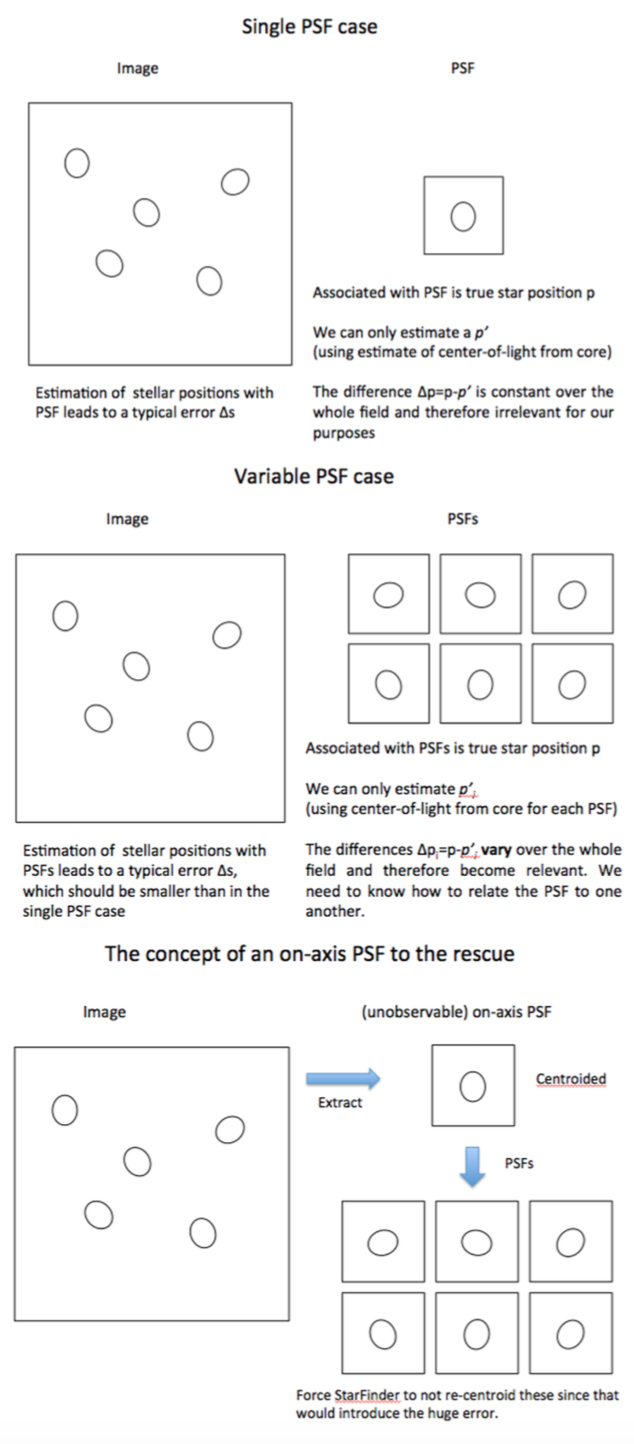 Single PSF case
Image
PSF
Associated with PSF is true star position p
We can only estimate a p’
(using estimate of center-of-light from core)
Estimation of stellar positions with
PSF leads to a typical error Δs
The difference Δp=p-p’ is constant over the
whole field and therefore irrelevant for our
purposes
Variable PSF case
Image
PSFs
Associated with PSFs is true star position p
We can only estimate p’i
(using center-of-light from core for each PSF)
Estimation of stellar positions with
PSFs leads to a typical error Δs,
which should be smaller than in the
single PSF case
The differences Δpi=p-p’i vary over the whole
field and therefore become relevant. We
need to know how to relate the PSF to one
another.
The concept of an on-axis PSF to the rescue
Image
(unobservable) on-axis PSF
Centroided
Extract
PSFs
Force StarFinder to not re-centroid these since that
would introduce the huge error.